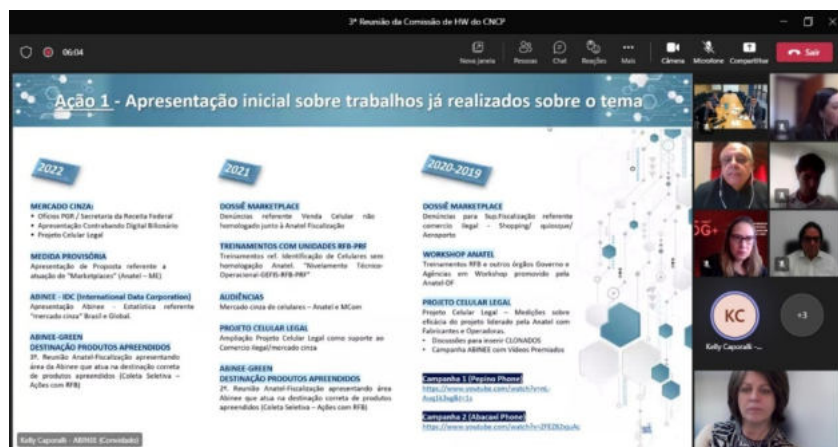 3ª Reunião da Comissão de HW do CNCP
06:04
Nova janela
Pessoas
Chat
Reações
Mais
Câmera
Microfone
Compartilhar
Sair
Ação 1 - Apresentação inicial sobre trabalhos já realizados sobre o tema
2022
MERCADO CINZA:
• Ofícios PGR / Secretaria da Receita Federal
• Apresentação Contrabando Digital Bilionário
• Projeto Celular Legal
MEDIDA PROVISÓRIA
Apresentação de Proposta referente a
atuação de "Marketplaces" (Anatel – ME).
ABINEE - IDC (International Data Corporation)
Apresentação Abinee - Estatística referente
"mercado cinza" Brasil e Global.
ABINEE-GREEN
DESTINAÇÃO PRODUTOS APREENDIDOS
3ª. Reunião Anatel-Fiscalização apresentando
área da Abinee que atua na destinação correta
de produtos apreendidos (Coleta Seletiva –
Ações com RFB)
2021
DOSSIÊ MARKETPLACE
Denúncias referente Venda Celular não
homologado junto à Anatel Fiscalização
TREINAMENTOS COM UNIDADES RFB-PRF
Treinamentos ref. Identificação de Celulares sem
homologação Anatel. "Nivelamento Técnico-
Operacional-GEFIS-RFB-PRF"
AUDIÊNCIAS
Mercado cinza de celulares – Anatel e MCom
PROJETO CELULAR LEGAL
Ampliação Projeto Celular Legal como suporte ao
Comercio ilegal/mercado cinza
ABINEE-GREEN
DESTINAÇÃO PRODUTOS APREENDIDOS
2ª. Reunião Anatel-Fiscalização apresentando área
Abinee que atua na destinação correta de produtos
apreendidos (Coleta Seletiva – Ações com RFB)
2020-2019
DOSSIÊ MARKETPLACE
Denúncias para Sup.Fiscalização referente
comercio ilegal – Shopping/ quiosque/
Aeroporto
WORKSHOP ANATEL
Treinamentos RFB e outros órgãos Governo e
Agências em Workshop promovido pela
Anatel-DF
PROJETO CELULAR LEGAL
Projeto Celular Legal – Medições sobre
eficácia do projeto liderado pela Anatel com
Fabricantes e Operadoras.
• Discussões para inserir CLONADOS
• Campanha ABINEE com Vídeos Premiados
Campanha 1 (Pepino Phone)
Campanha 2 (Abacaxi Phone)
OG+
KC
+3
Kelly Caporalli -...
Kelly Caporalli - ABINEE (Convidado)